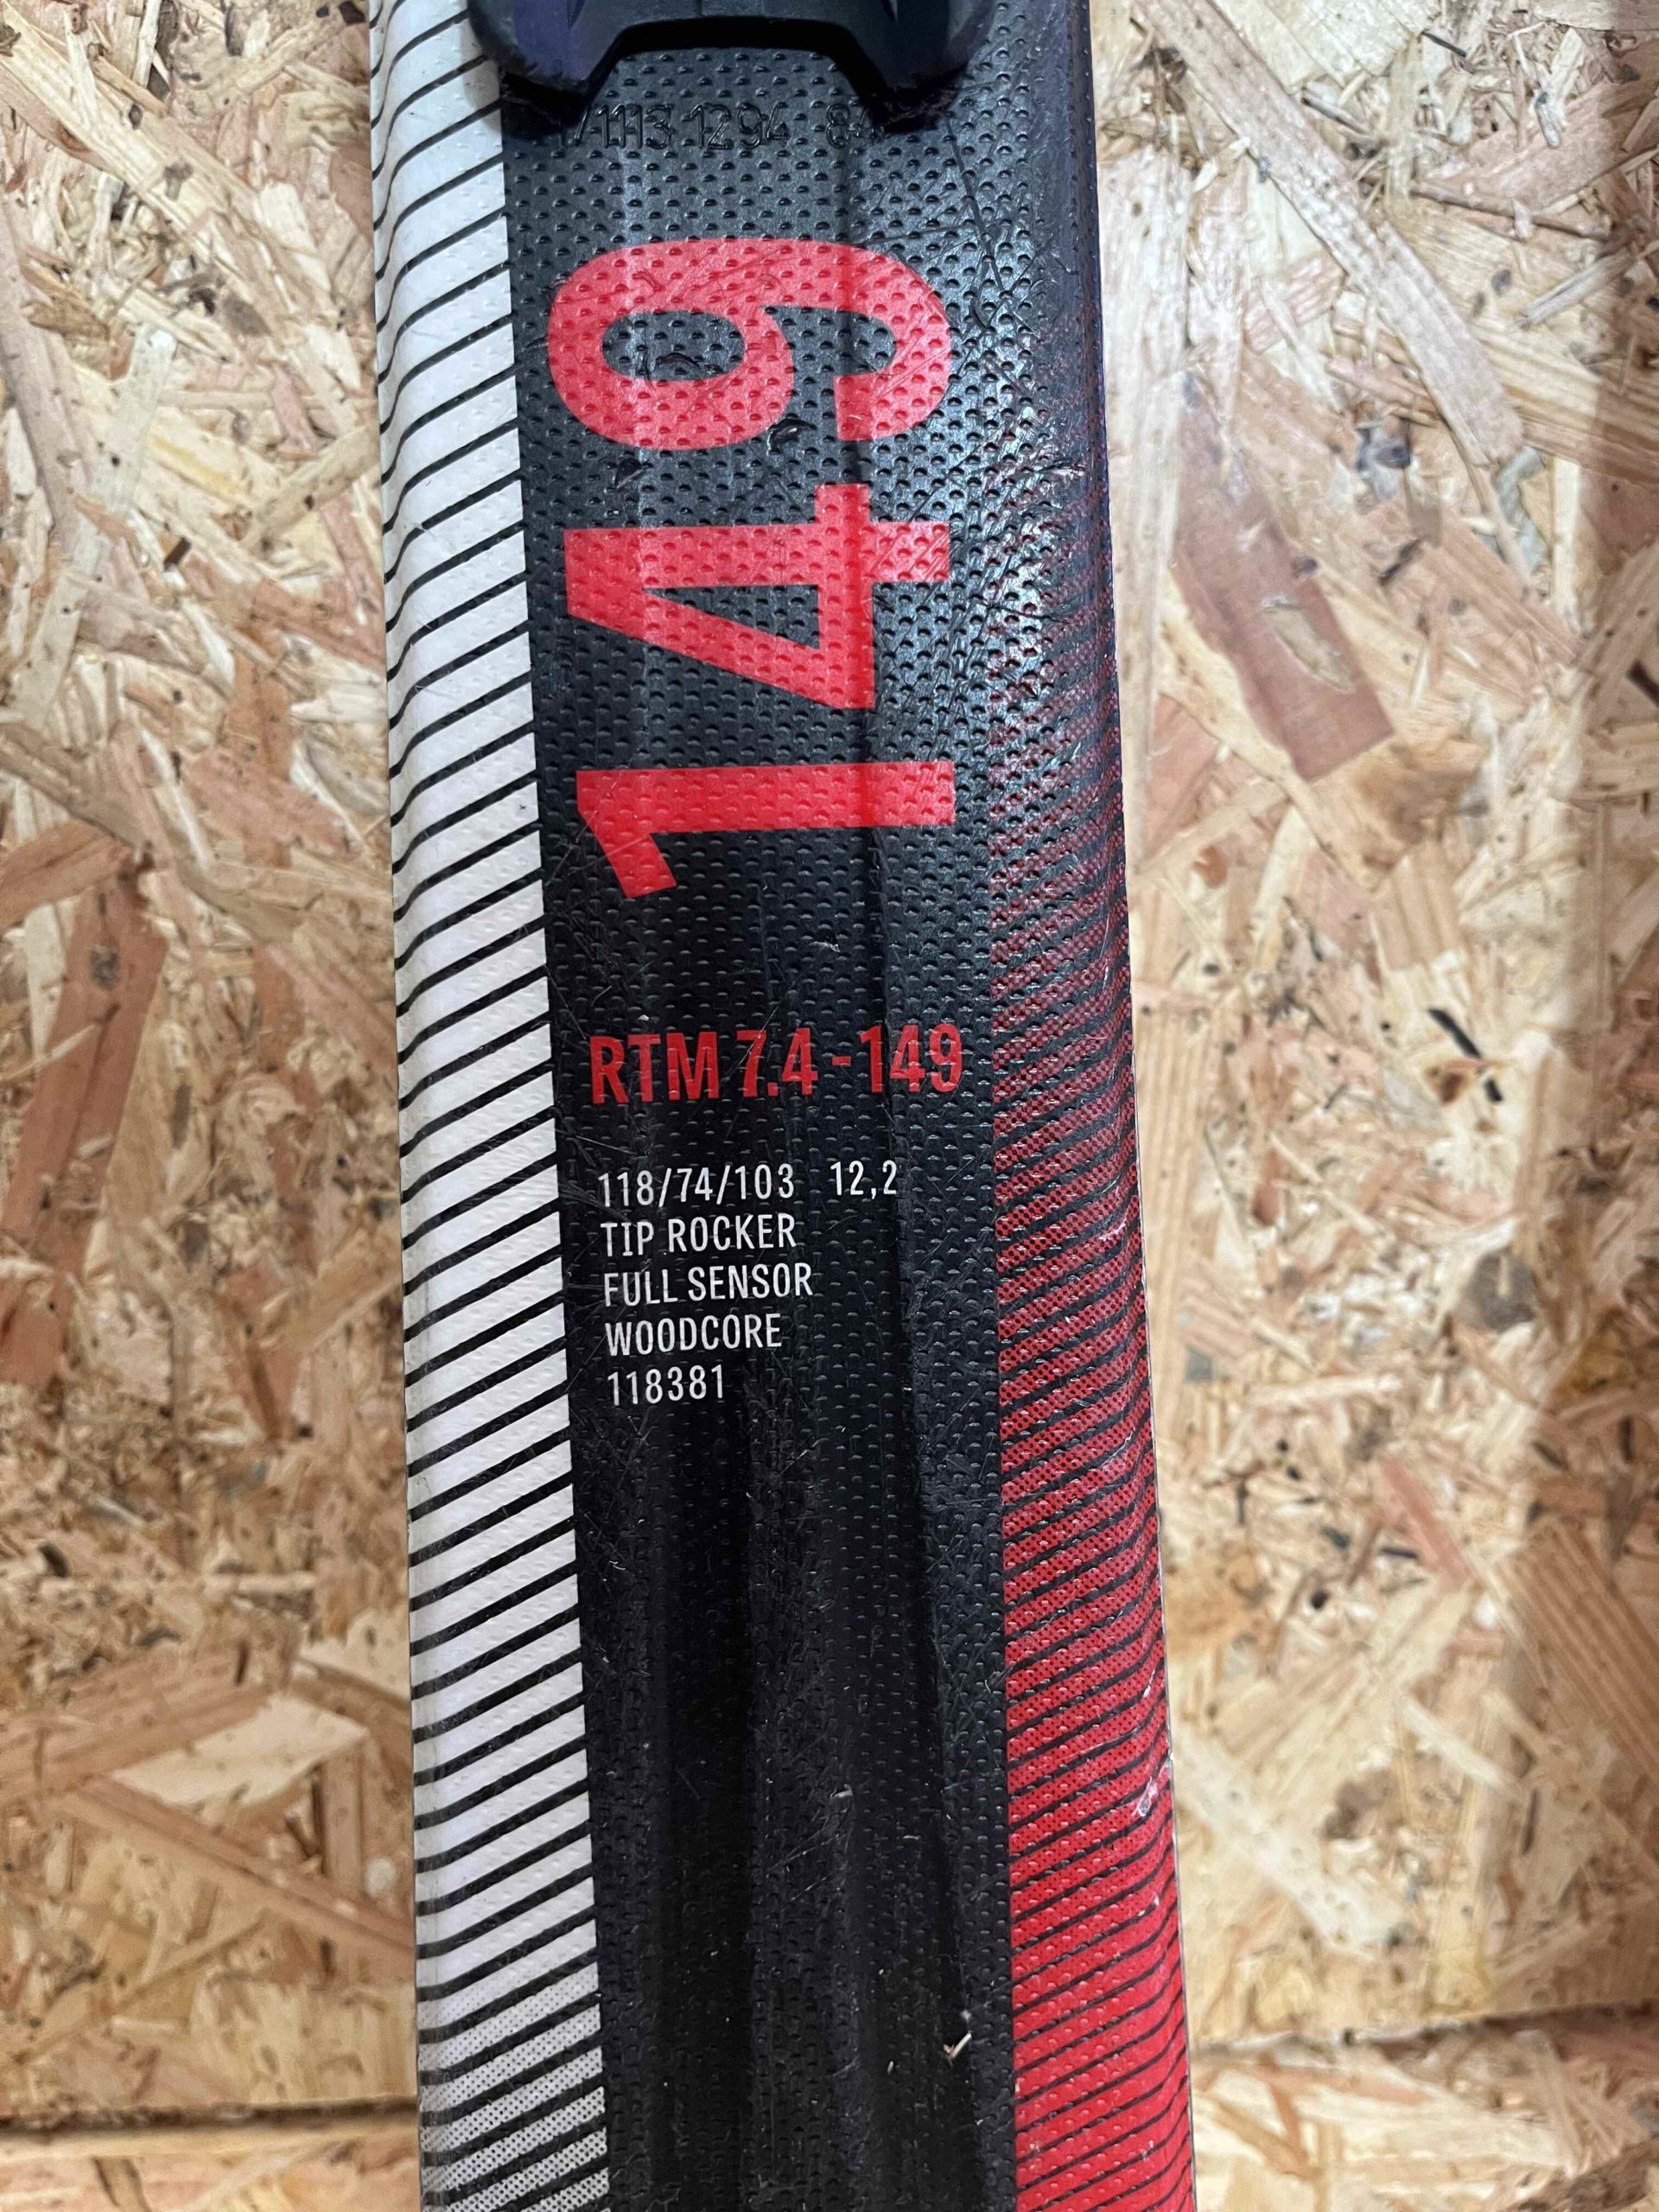 149
RTM 7.4 - 149
118/74/103 12,2
TIP ROCKER
FULL SENSOR
WOODCORE
118381